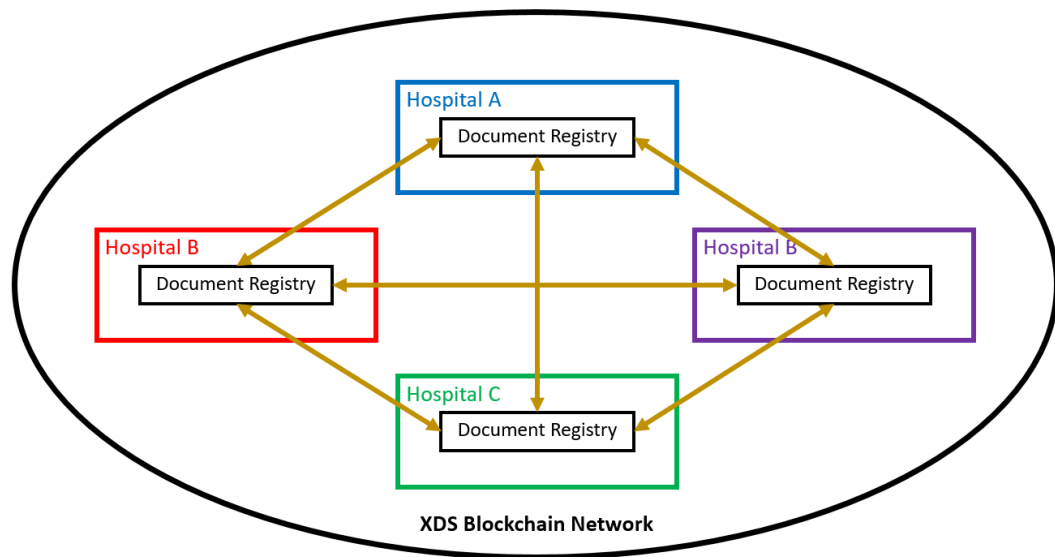 Hospital A
Document Registry
Hospital B
Document Registry
Hospital B
Document Registry
Hospital C
Document Registry
XDS Blockchain Network